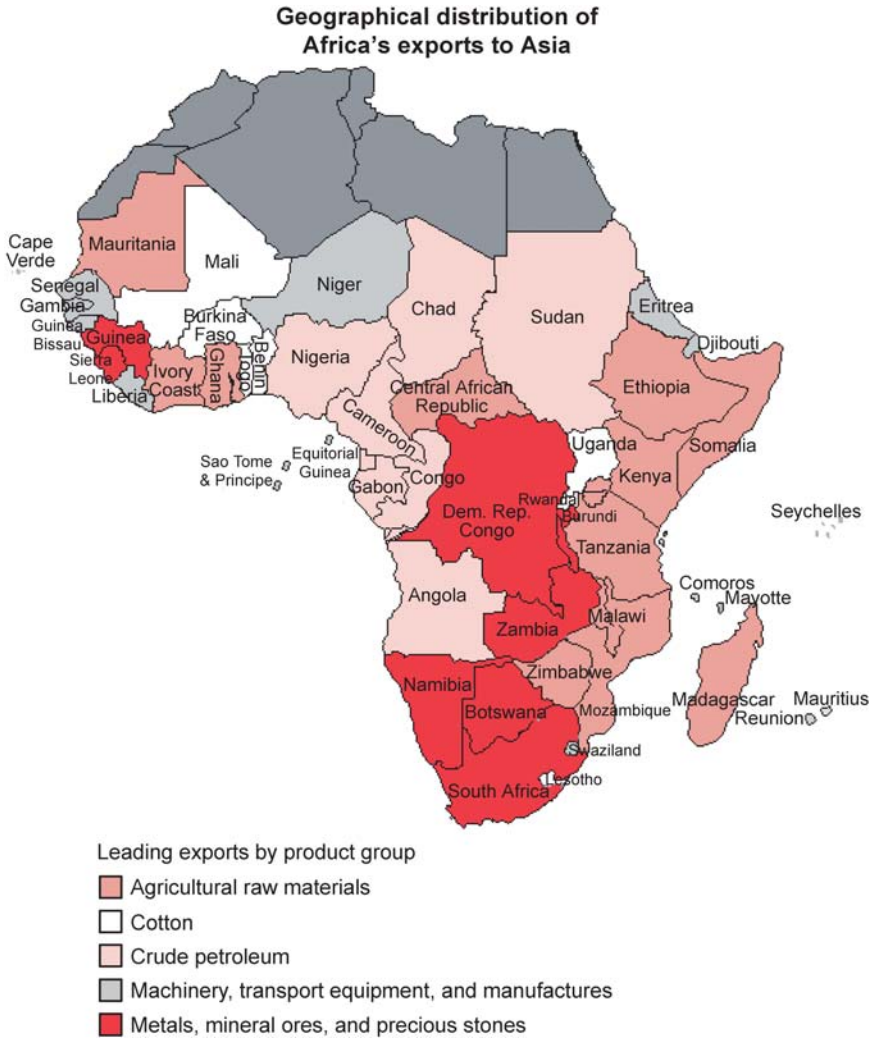 Geographical distribution of
Africa's exports to Asia
Cape
Verde
Mauritania
Mali
Niger
Chad
Sudan
Eritrea
Senegal
Gambia
Guinea
Bissau
Guinea
Sierra
Leone
Liberia
Burkina
Faso
Ivory
Coast
Ghana
Togo
Benin
Nigeria
Djibouti
Central African
Republic
Ethiopia
Cameroon
Somalia
Uganda
Kenya
Equitorial
Guinea
Sao Tome
& Principe
Gabon
Congo
Dem. Rep.
Congo
Rwanda
Burundi
Tanzania
Seychelles
Comoros
Mayotte
Angola
Zambia
Malawi
Namibia
Zimbabwe
Botswana
Mozambique
Madagascar
Mauritius
Reunion
Swaziland
Lesotho
South Africa
Leading exports by product group
Agricultural raw materials
Cotton
Crude petroleum
Machinery, transport equipment, and manufactures
Metals, mineral ores, and precious stones